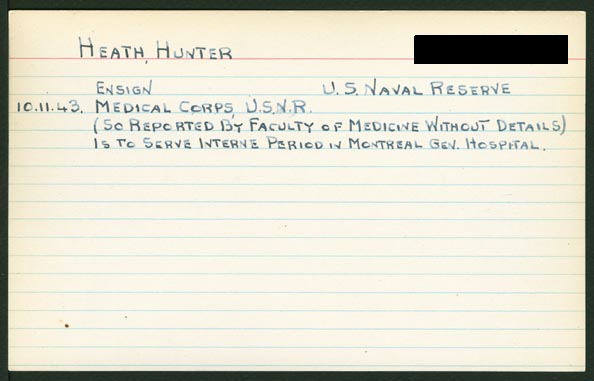 HEATH, HUNTER
ENSIGN U.S. NAVAL RESERVE
10.11.43. MEDICAL CORPS, U.S.N.R.
(SO REPORTED BY FACULTY OF MEDICINE WITHOUT DETAILS)
IS TO SERVE INTERNE PERIOD IN MONTREAL GEN. HOSPITAL.